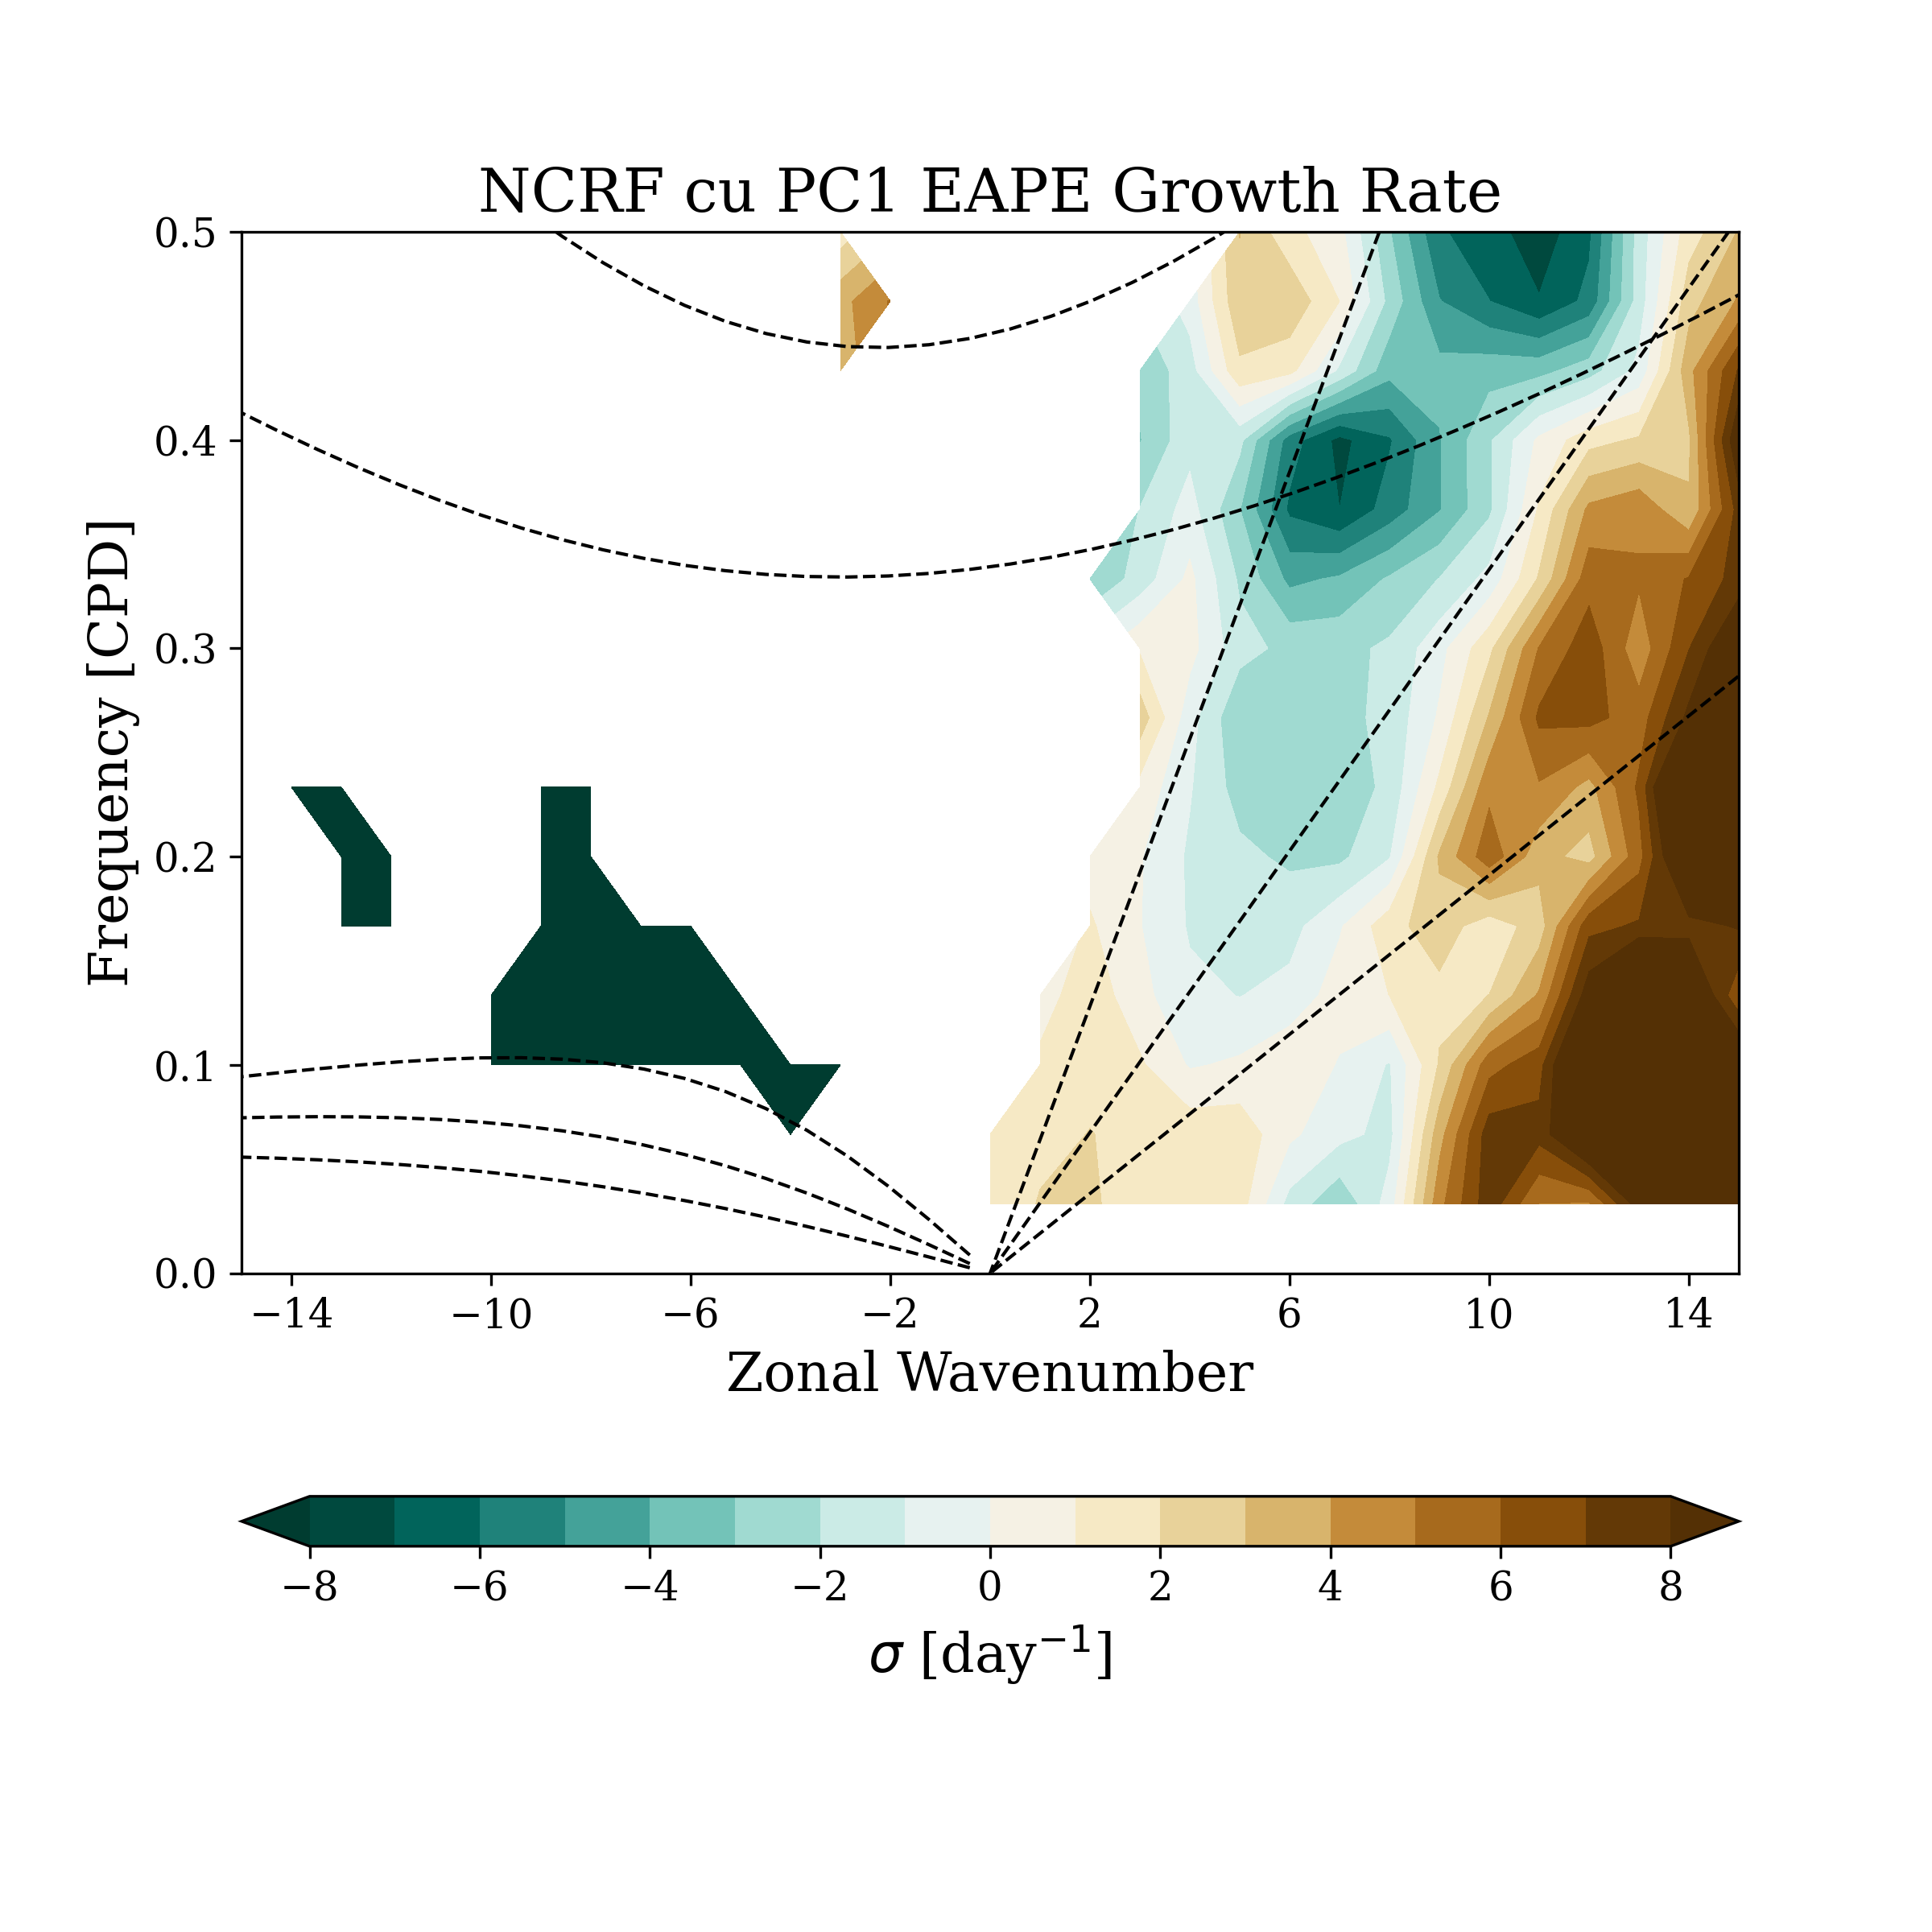 NCRF cu PC1 EAPE Growth Rate
0.5
0.4
0.3
0.2
0.1
0.0
Frequency [CPD]
−14 −10 −6 −2 2 6 10 14
Zonal Wavenumber
−8 −6 −4 −2 0 2 4 6 8
σ [day⁻¹]